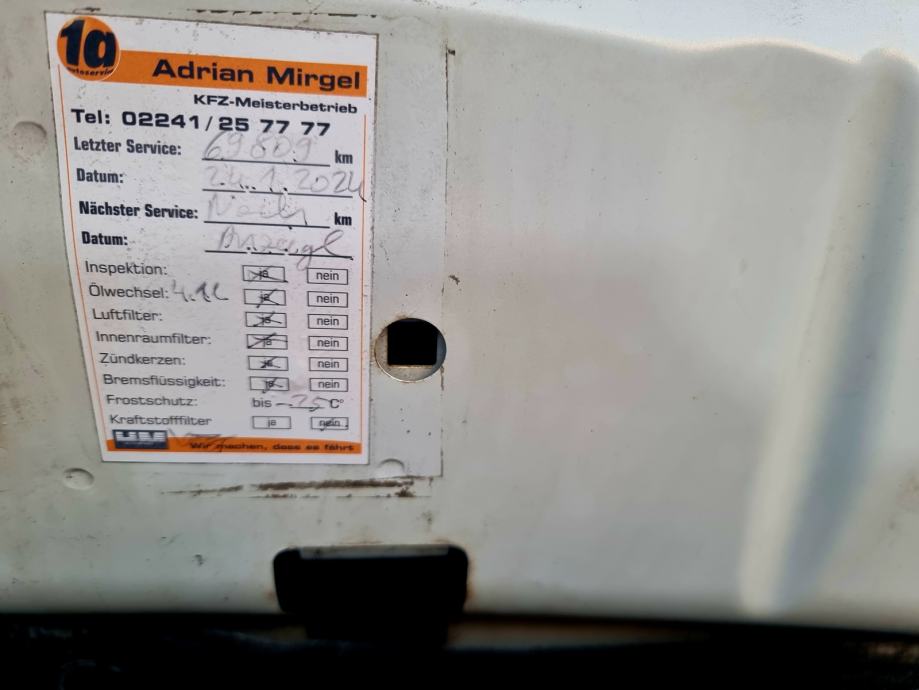 1a
autoservice
Adrian Mirgel
KFZ-Meisterbetrieb
Tel: 02241/25 77 77
Letzter Service: 69809 km
Datum: 24.1.2024
Nächster Service: Nach km
Datum: Anzeige
Inspektion: ja nein
Ölwechsel: 4.1L ja nein
Luftfilter: ja nein
Innenraumfilter: ja nein
Zündkerzen: ja nein
Bremsflüssigkeit: ja nein
Frostschutz: bis -25 C°
Kraftstofffilter ja nein
Wir machen, dass es fährt